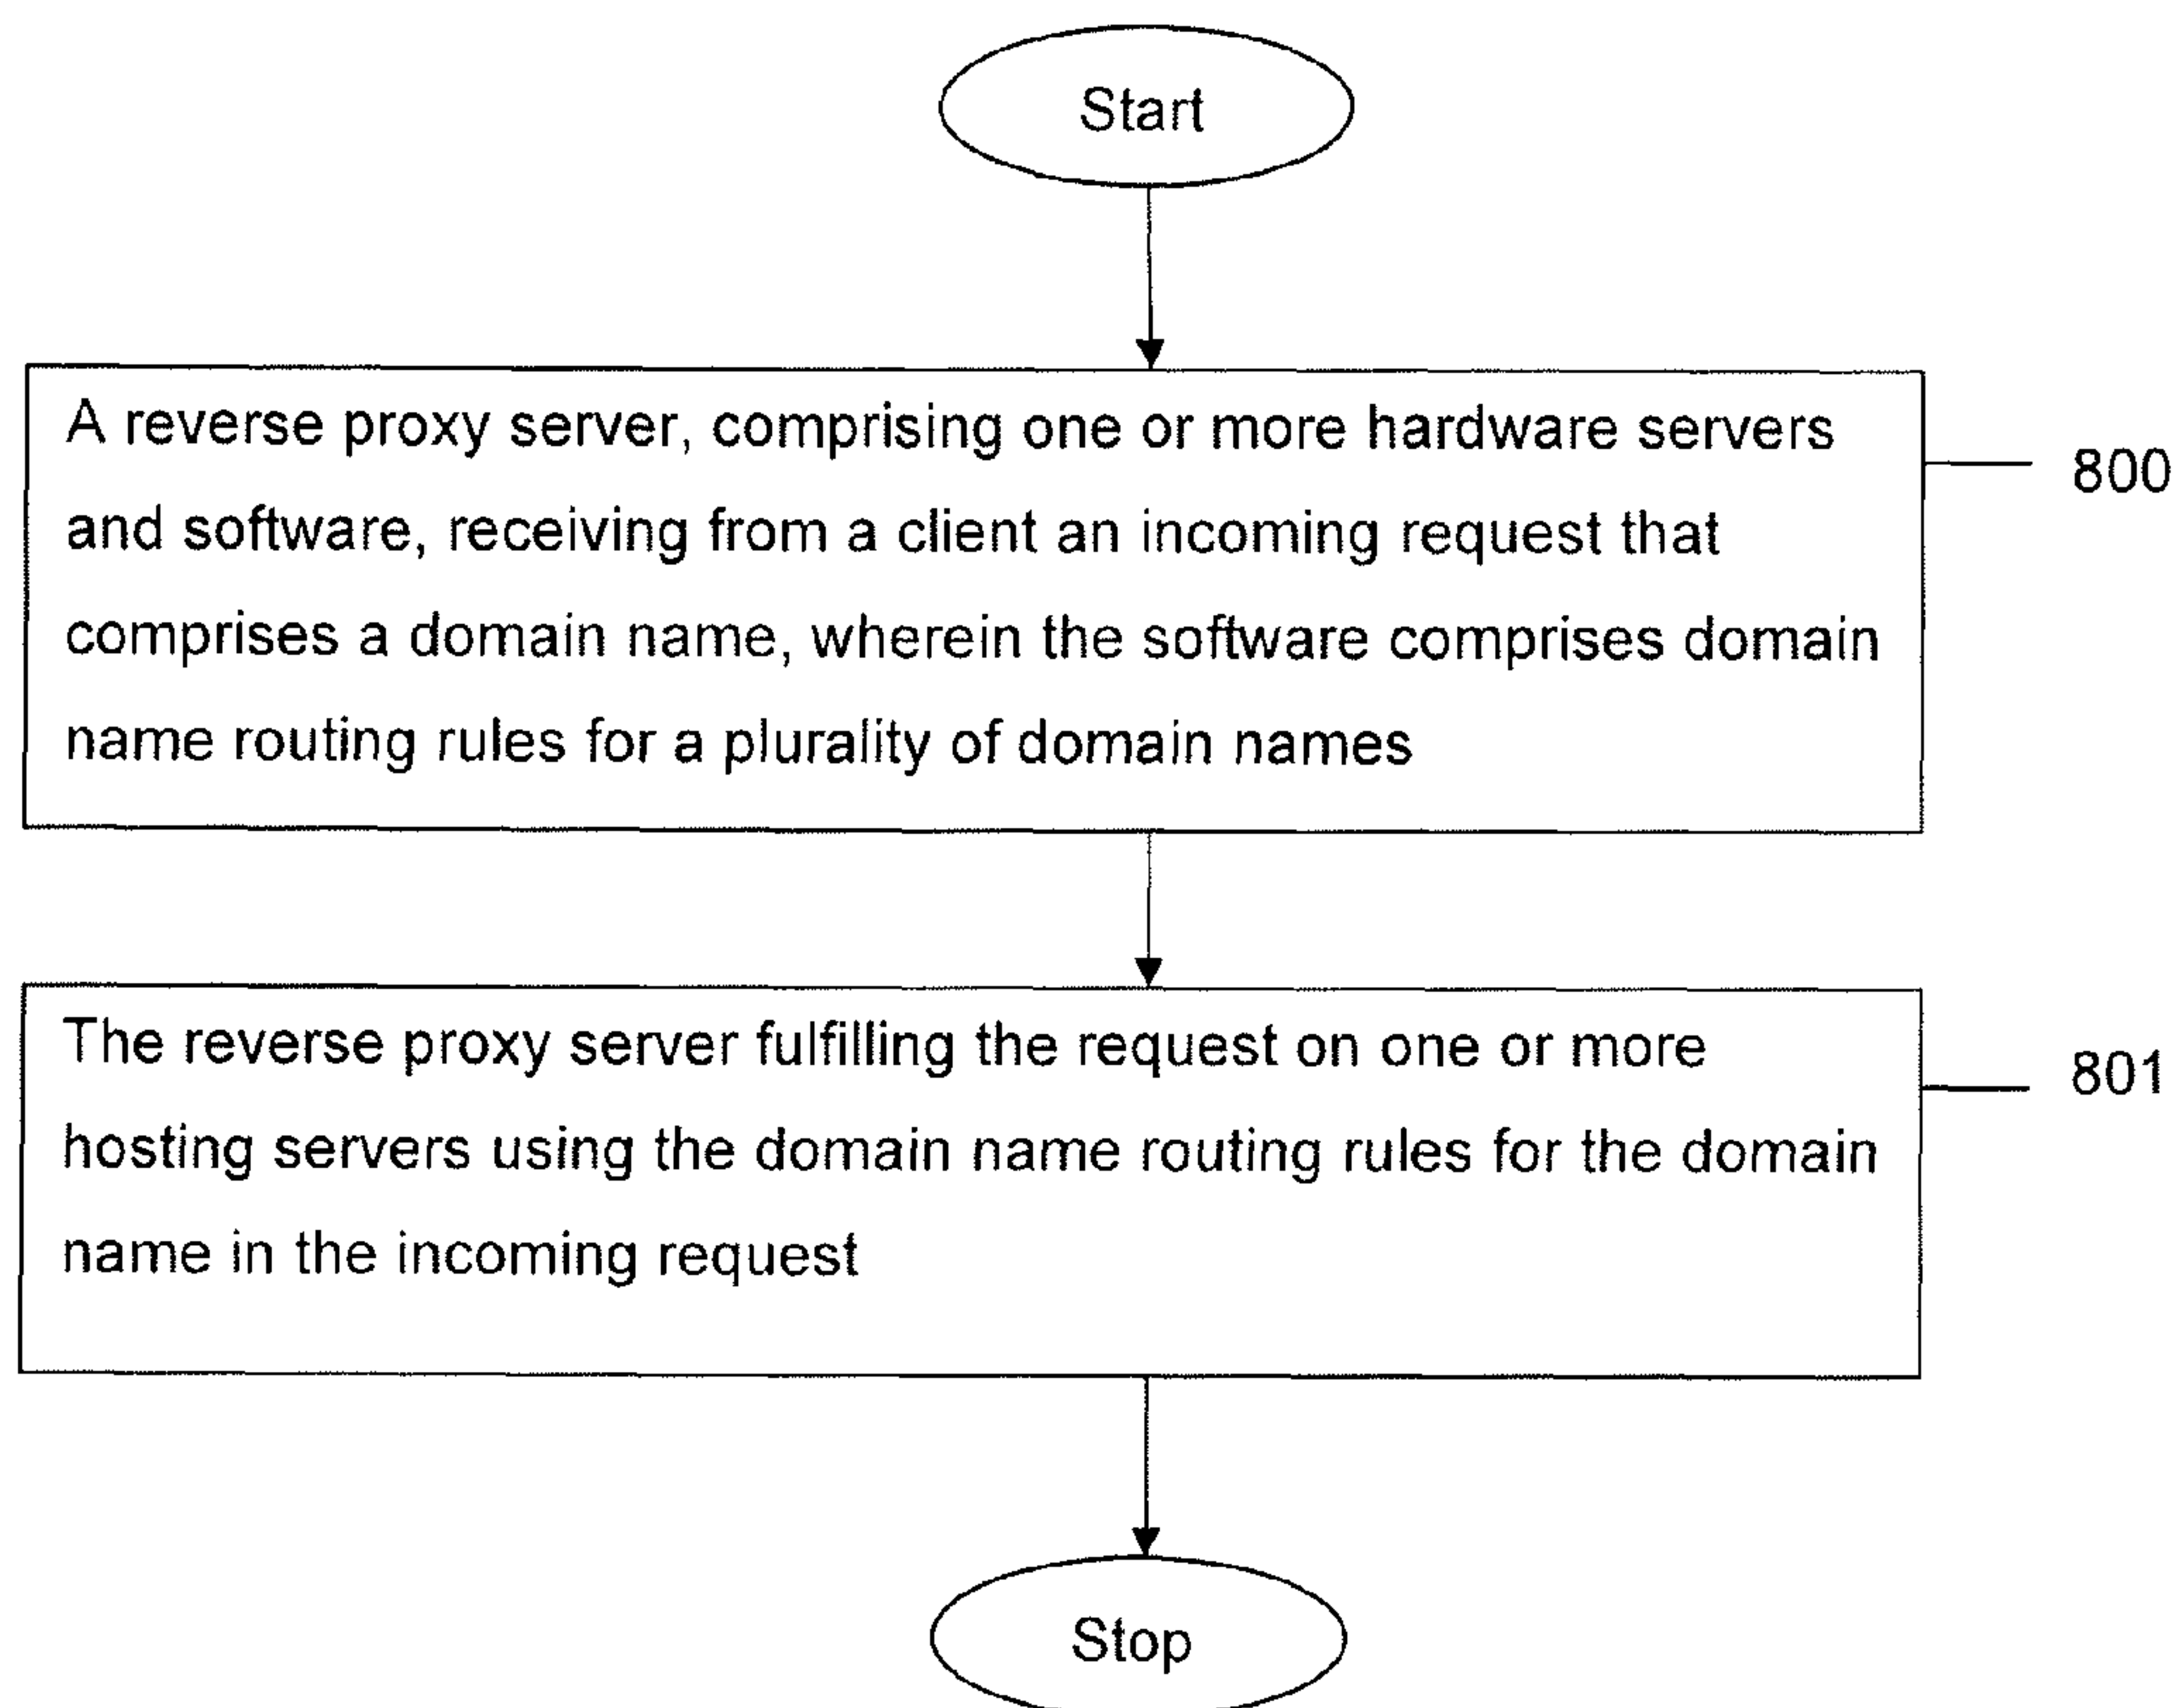 Start
A reverse proxy server, comprising one or more hardware servers
and software, receiving from a client an incoming request that
comprises a domain name, wherein the software comprises domain
name routing rules for a plurality of domain names
800
The reverse proxy server fulfilling the request on one or more
hosting servers using the domain name routing rules for the domain
name in the incoming request
801
Stop